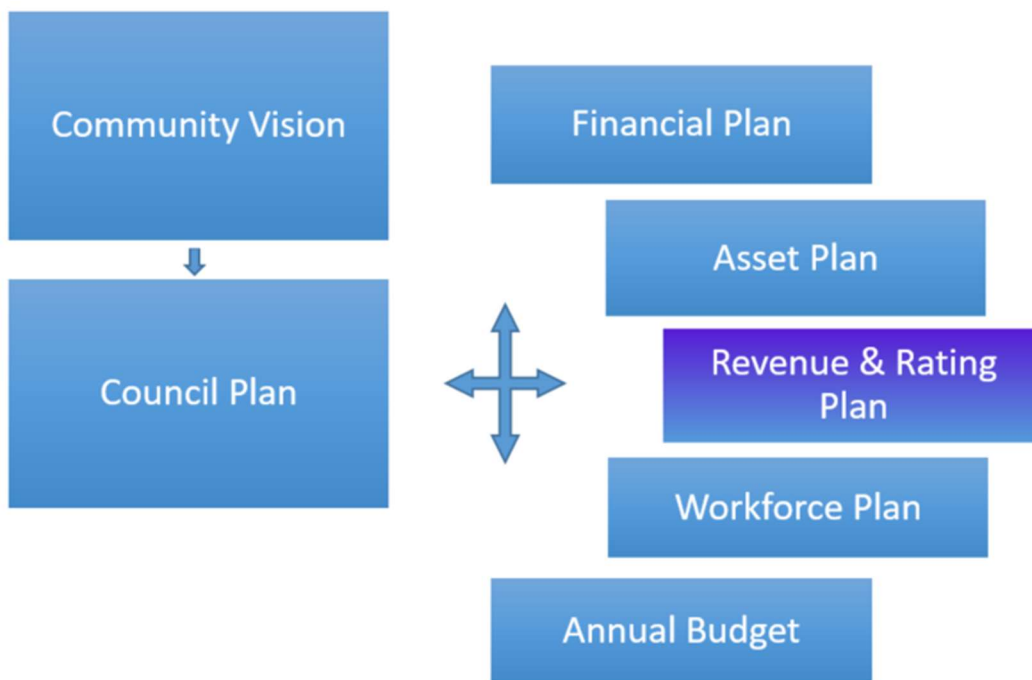 Community Vision
Council Plan
Financial Plan
Asset Plan
Revenue & Rating
Plan
Workforce Plan
Annual Budget